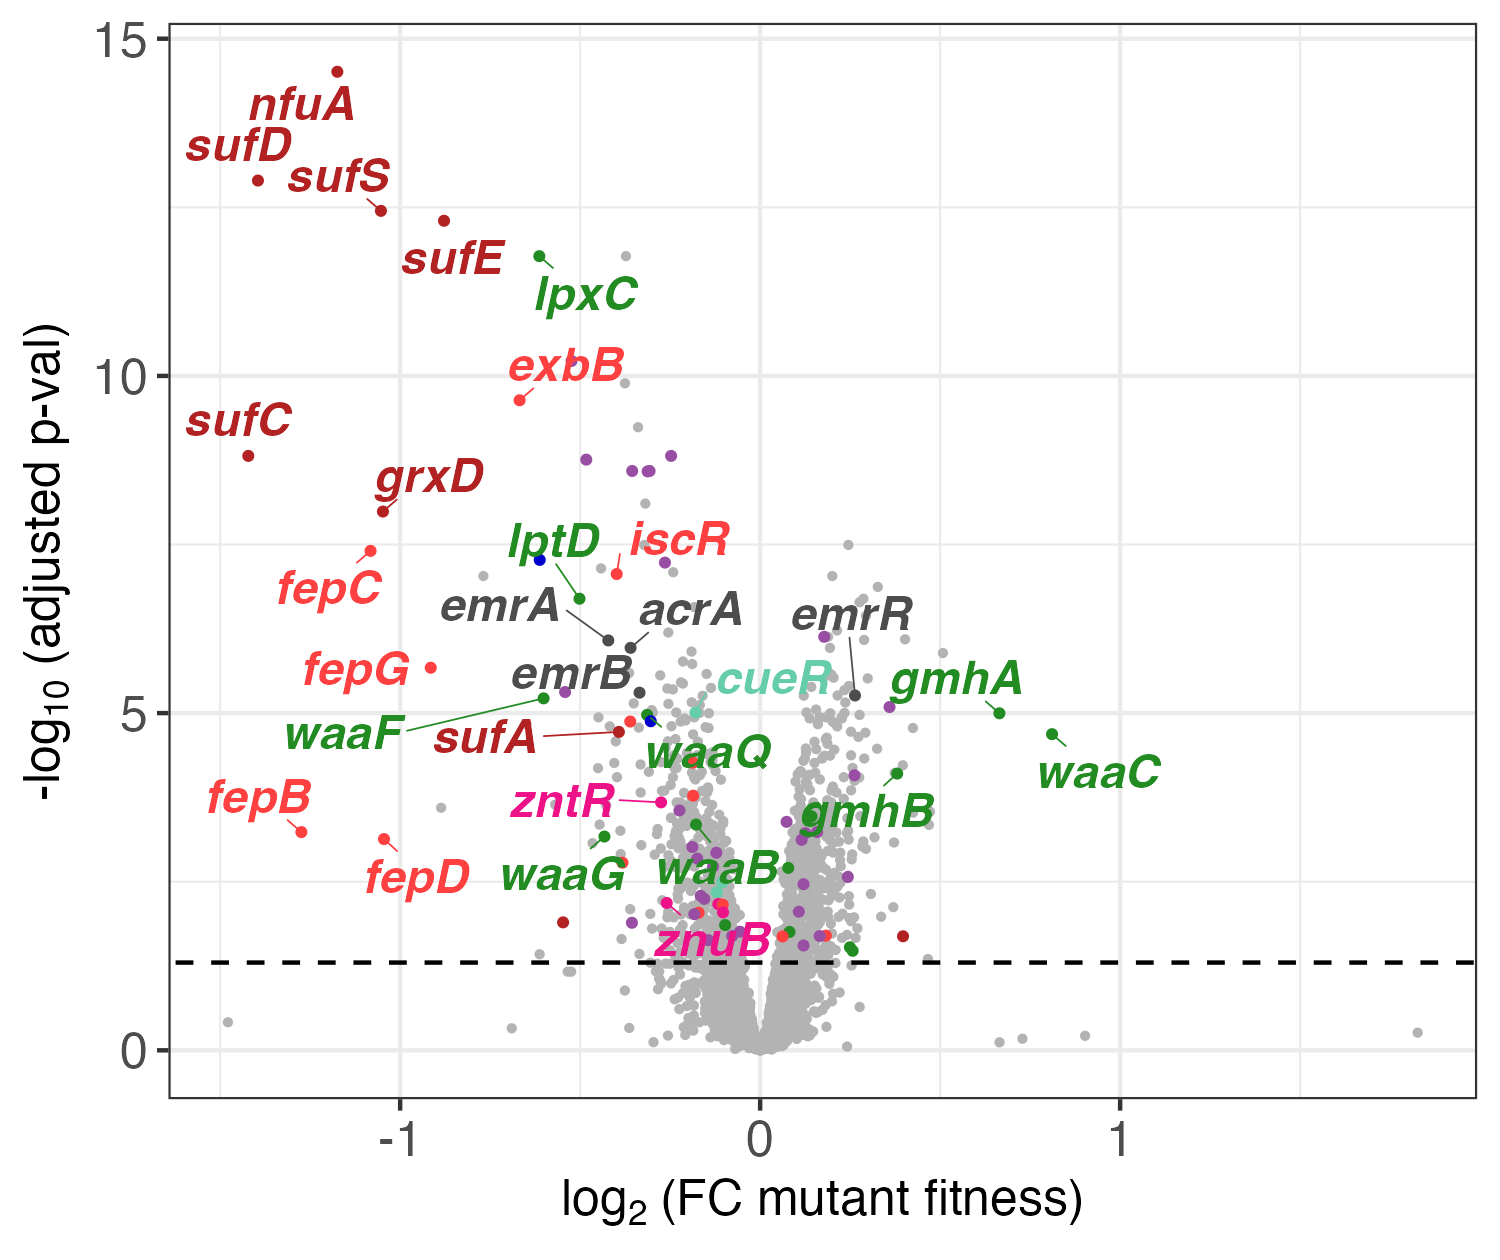 15
nfuA
sufD
sufS
sufE
lpxC
exbB
10
sufC
grxD
lptD
iscR
fepC
emrA
acrA
emrR
fepG
emrB
cueR
gmhA
5
waaF
sufA
waaQ
waaC
fepB
zntR
gmhB
fepD
waaG
waaB
znuB
0
-1
0
1
-log10 (adjusted p-val)
log2 (FC mutant fitness)